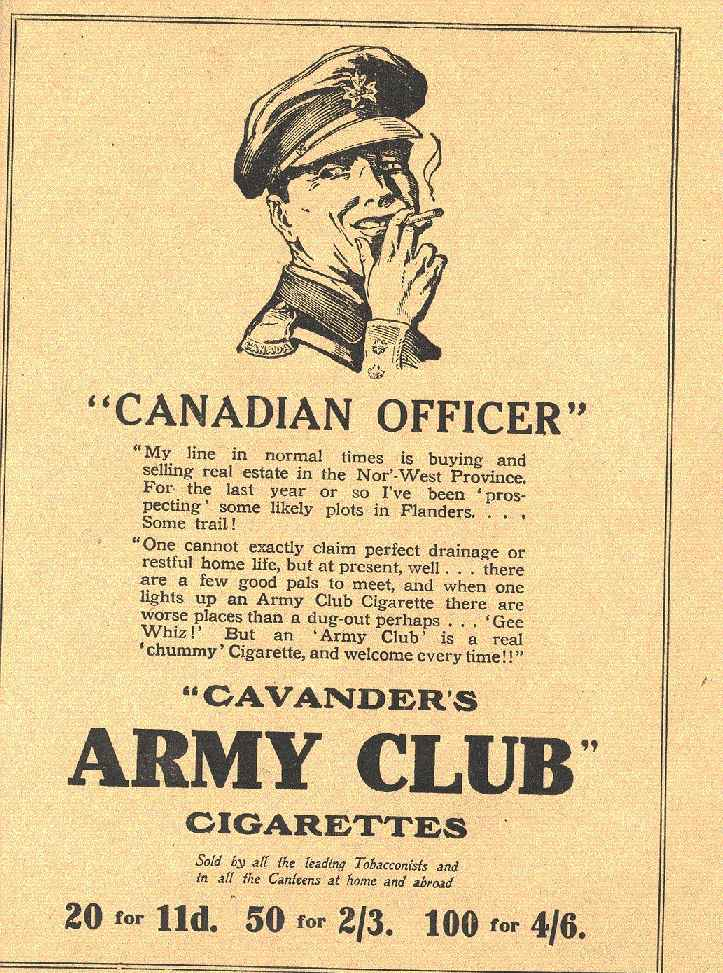 CANADA
"CANADIAN OFFICER"
"My line in normal times is buying and
selling real estate in the Nor'-West Province.
For the last year or so I've been 'pros-
pecting' some likely plots in Flanders. . . .
Some trail!
"One cannot exactly claim perfect drainage or
restful home life, but at present, well . . . there
are a few good pals to meet, and when one
lights up an Army Club Cigarette there are
worse places than a dug-out perhaps . . . 'Gee
Whiz!' But an 'Army Club' is a real
'chummy' Cigarette, and welcome every time!!"
"CAVANDER'S
ARMY CLUB"
CIGARETTES
Sold by all the leading Tobacconists and
in all the Canteens at home and abroad
20 for 11d. 50 for 2/3. 100 for 4/6.